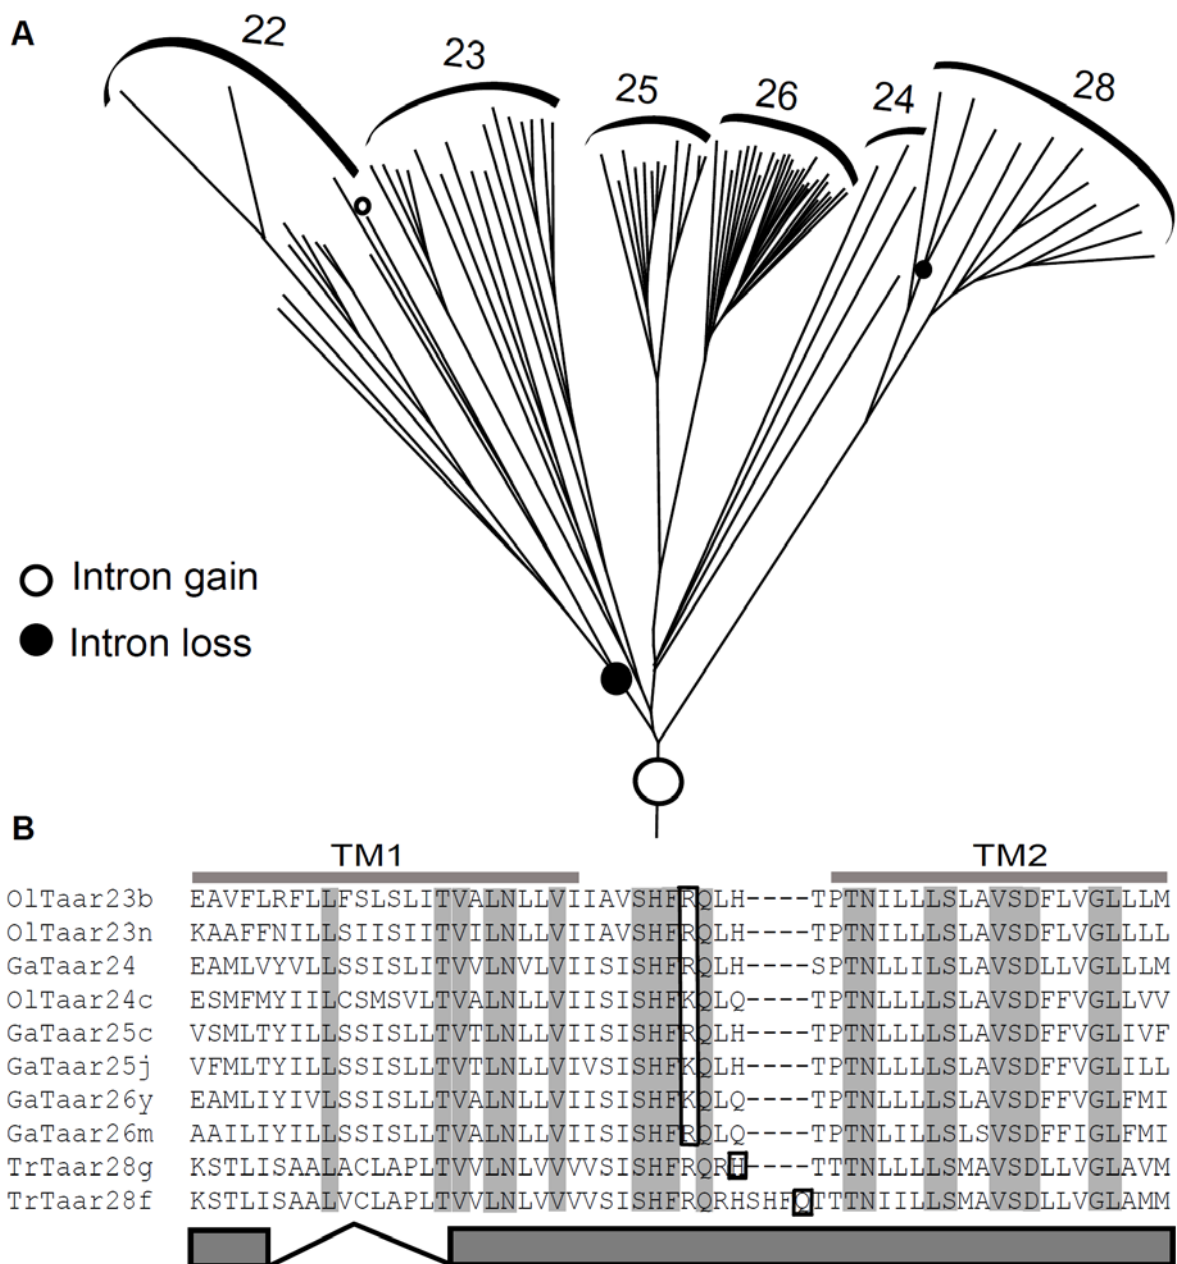 A
22
23
25
26
24
28
Intron gain
Intron loss
B
TM1 TM2
OlTaar23b EAVFLRFLLFSLSLITVALNLLVIIAVSHFRQLH----TPTNILLLSLAVSDFLVGLLLM
OlTaar23n KAAFFNILLSIISIITVILNLLVIIAVSHFRQLH----TPTNILLLSLAVSDFLVGLLLL
GaTaar24 EAMLVYVLLSSISLITVVLNVLVIISISHFRQLH----SPTNLLILSLAVSDLLVGLLLM
OlTaar24c ESMFMYIILCSMSVLTVALNLLVIISISHFKQLQ----TPTNLLLLSLAVSDFFVGLLVV
GaTaar25c VSMLTYILLSSISLLTVTLNLLVIISISHFRQLH----TPTNLLLLSLAVSDFFVGLIVF
GaTaar25j VFMLTYILLSSISLLTVTLNLLVIVSISHFKQLH----TPTNLLLLSLAVSDFFVGLILL
GaTaar26y EAMLIYIVLSSISLLTVALNLLVIISISHFKQLQ----TPTNLLLLSLAVSDFFVGLFMI
GaTaar26m AAILIYILLSSISLLTVALNLLVIISISHFRQLQ----TPTNLILLSLSVSDFFIGLFMI
TrTaar28g KSTLISAALACLAPLTVVLNLVVVVSISHFRQRH----TTTNLLLLSMAVSDLLVGLAVM
TrTaar28f KSTLISAALVCLAPLTVVLNLVVVVSISHFRQRHSHFQTTTNIILLSMAVSDLLVGLAMM